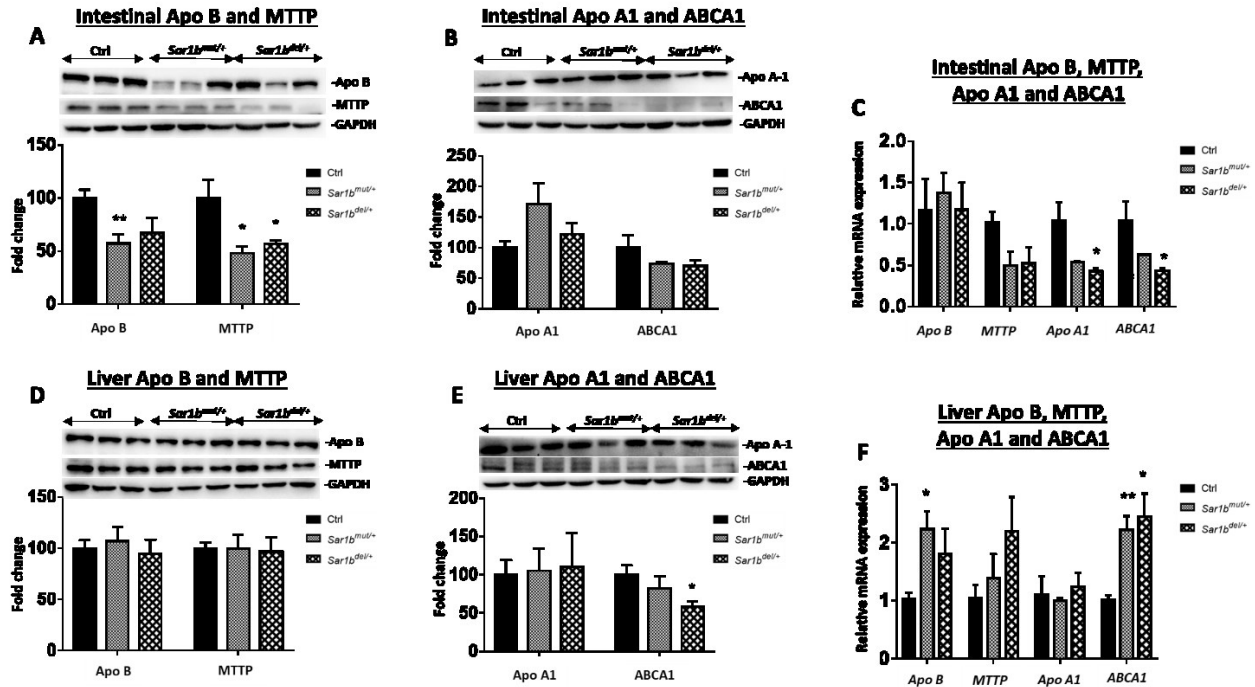 Intestinal Apo B and MTTP
A
Ctrl Sar1b^mut/+ Sar1b^del/+
-Apo B
-MTTP
-GAPDH
150
100
50
0
Fold change
** * *
Apo B MTTP
Ctrl
Sar1b^mut/+
Sar1b^del/+
Intestinal Apo A1 and ABCA1
B
Ctrl Sar1b^mut/+ Sar1b^del/+
-Apo A-1
-ABCA1
-GAPDH
250
200
150
100
50
0
Fold change
Apo A1 ABCA1
Ctrl
Sar1b^mut/+
Sar1b^del/+
Intestinal Apo B, MTTP,
Apo A1 and ABCA1
C
2.0
1.5
1.0
0.5
0.0
Relative mRNA expression
* *
Apo B MTTP Apo A1 ABCA1
Ctrl
Sar1b^mut/+
Sar1b^del/+
Liver Apo B and MTTP
D
Ctrl Sar1b^mut/+ Sar1b^del/+
-Apo B
-MTTP
-GAPDH
150
100
50
0
Fold change
Apo B MTTP
Ctrl
Sar1b^mut/+
Sar1b^del/+
Liver Apo A1 and ABCA1
E
Ctrl Sar1b^mut/+ Sar1b^del/+
-Apo A-1
-ABCA1
-GAPDH
200
150
100
50
0
Fold change
*
Apo A1 ABCA1
Ctrl
Sar1b^mut/+
Sar1b^del/+
Liver Apo B, MTTP,
Apo A1 and ABCA1
F
3
2
1
0
Relative mRNA expression
* ** *
Apo B MTTP Apo A1 ABCA1
Ctrl
Sar1b^mut/+
Sar1b^del/+